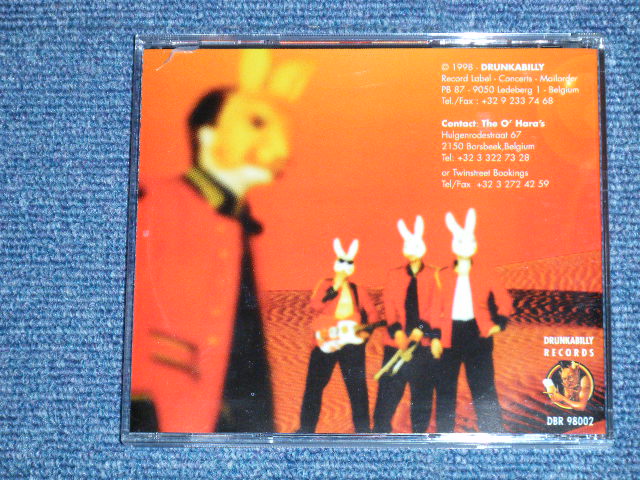 © 1998 - DRUNKABILLY
Record Label - Concerts - Mailorder
PB 87 - 9050 Ledeberg 1 - Belgium
Tel./Fax : +32 9 233 74 68
Contact: The O' Hara's
Huigenrodestraat 67
2150 Borsbeek,Belgium
Tel: +32 3 322 73 28
or Twinstreet Bookings
Tel/Fax +32 3 272 42 59
DRUNKABILLY
RECORDS
DBR 98002